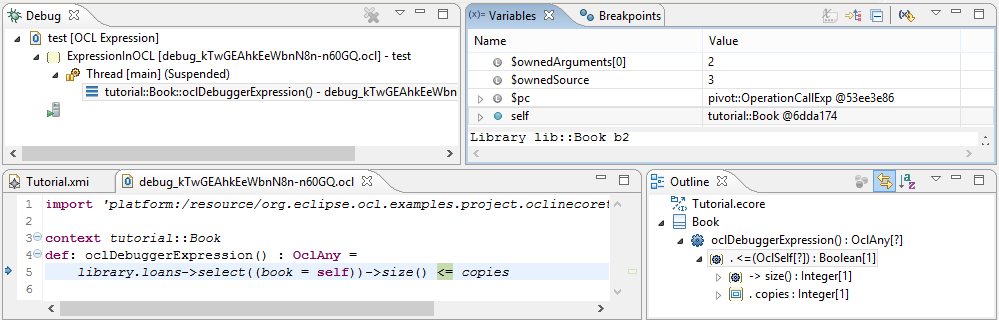 Debug
test [OCL Expression]
ExpressionInOCL [debug_kTwGEAhkEeWbnN8n-n60GQ.ocl] - test
Thread [main] (Suspended)
tutorial::Book::oclDebuggerExpression() - debug_kTwGEAhkEeWbn
Variables Breakpoints
Name Value
$ownedArguments[0] 2
$ownedSource 3
$pc pivot::OperationCallExp @53ee3e86
self tutorial::Book @6dda174
Library lib::Book b2
Tutorial.xmi debug_kTwGEAhkEeWbnN8n-n60GQ.ocl
1 import 'platform:/resource/org.eclipse.ocl.examples.project.oclinecoret
2
3 context tutorial::Book
4 def: oclDebuggerExpression() : OclAny =
5 library.loans->select((book = self))->size() <= copies
6
Outline
Tutorial.ecore
Book
oclDebuggerExpression() : OclAny[?]
. <=(OclSelf[?]) : Boolean[1]
-> size() : Integer[1]
. copies : Integer[1]